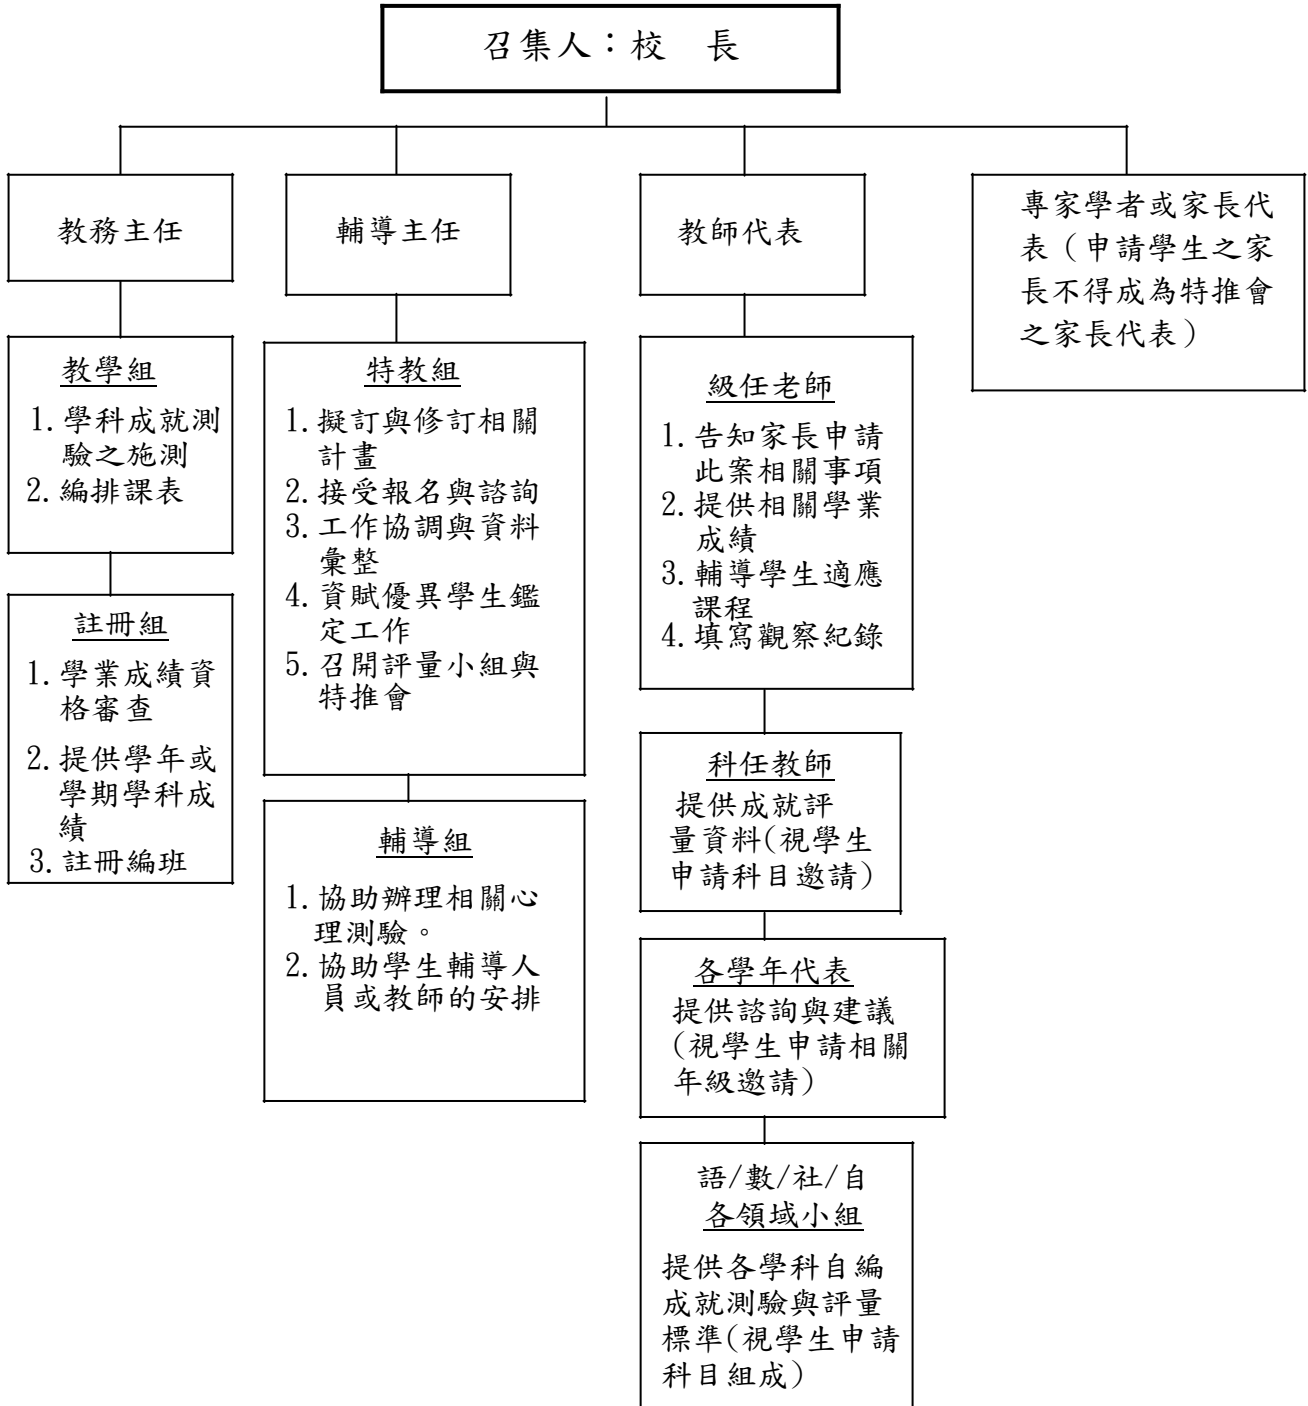 召集人：校　長
教務主任
輔導主任
教師代表
專家學者或家長代
表（申請學生之家
長不得成為特推會
之家長代表）
教學組
1.學科成就測
驗之施測
2.編排課表
註冊組
1.學業成績資
格審查
2.提供學年或
學期學科成
績
3.註冊編班
特教組
1.擬訂與修訂相關
計畫
2.接受報名與諮詢
3.工作協調與資料
彙整
4.資賦優異學生鑑
定工作
5.召開評量小組與
特推會
輔導組
1.協助辦理相關心
理測驗。
2.協助學生輔導人
員或教師的安排
級任老師
1.告知家長申請
此案相關事項
2.提供相關學業
成績
3.輔導學生適應
課程
4.填寫觀察紀錄
科任教師
提供成就評
量資料(視學生
申請科目邀請)
各學年代表
提供諮詢與建議
(視學生申請相關
年級邀請)
語/數/社/自
各領域小組
提供各學科自編
成就測驗與評量
標準(視學生申請
科目組成)